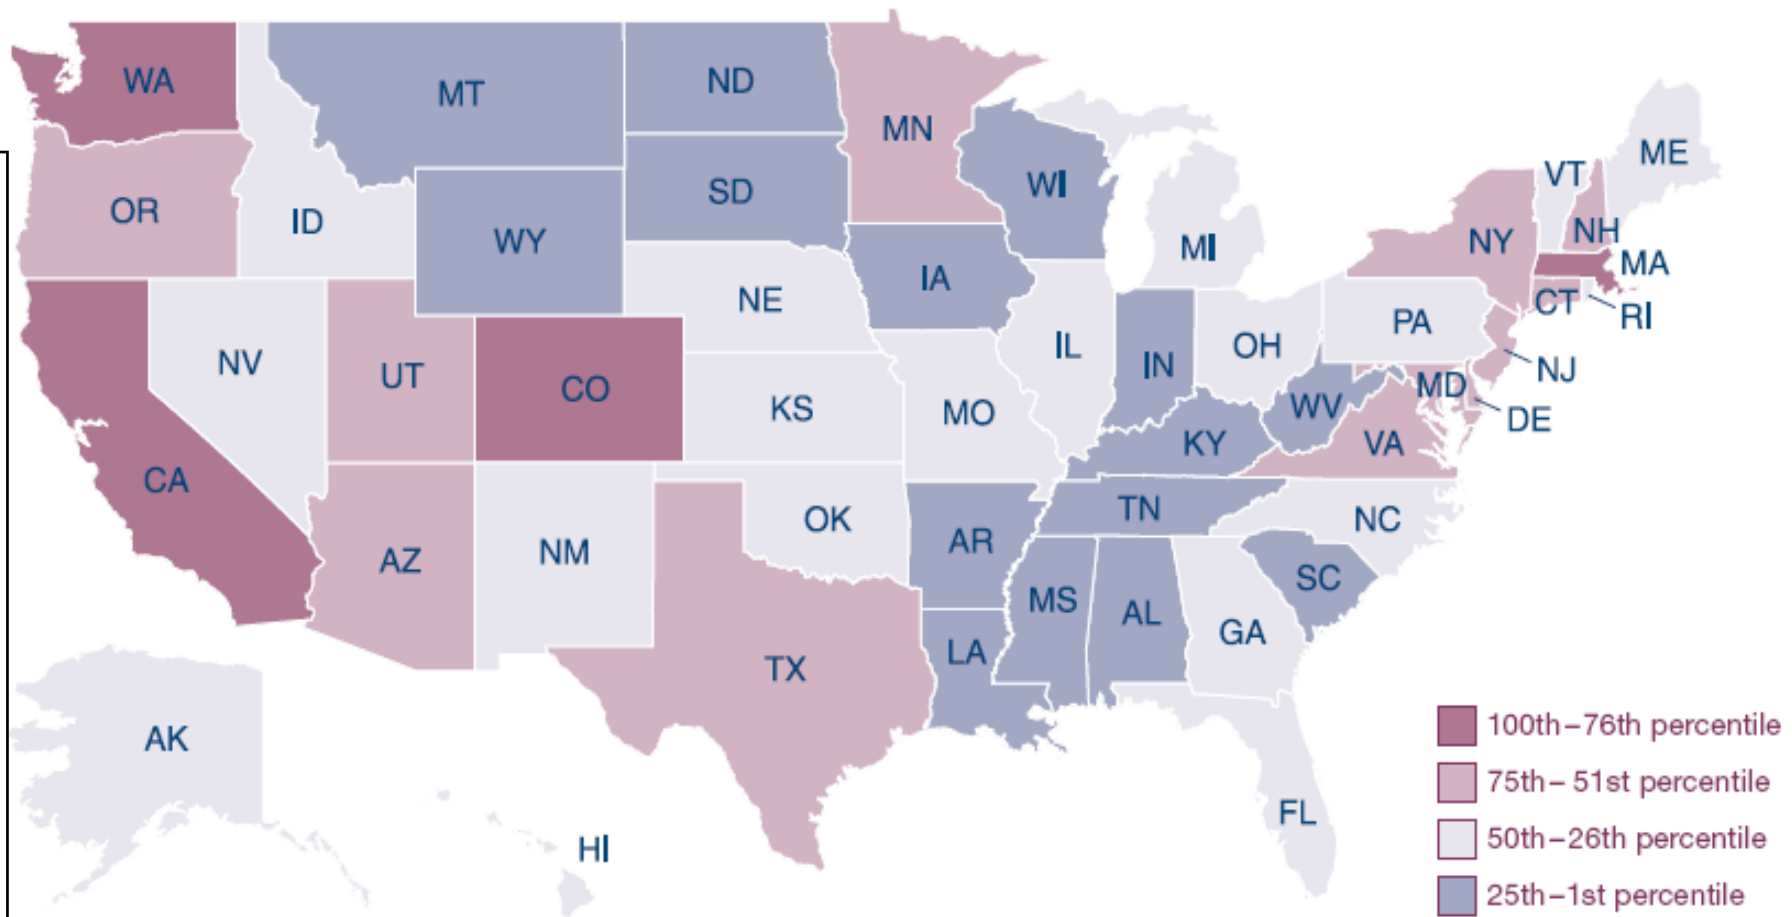 WA
MT
ND
MN
OR
ID
WY
SD
WI
MI
VT
ME
NY
NH
MA
CT
RI
NV
UT
CO
NE
IA
IL
IN
OH
PA
NJ
MD
DE
CA
KS
MO
KY
WV
VA
AZ
NM
OK
AR
TN
NC
SC
TX
LA
MS
AL
GA
AK
HI
FL
100th–76th percentile
75th–51st percentile
50th–26th percentile
25th–1st percentile